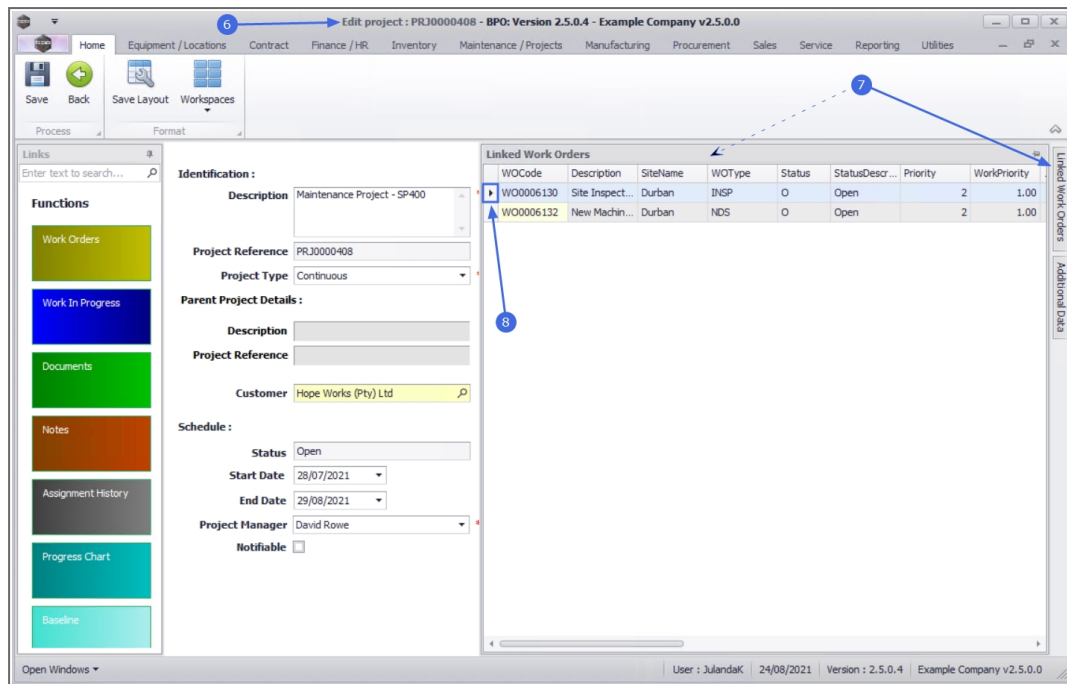 6
Edit project : PRJ0000408 - BPO: Version 2.5.0.4 - Example Company v2.5.0.0
Home Equipment / Locations Contract Finance / HR Inventory Maintenance / Projects Manufacturing Procurement Sales Service Reporting Utilities
Save Back Save Layout Workspaces
7
Process Format
Links
Enter text to search...
Functions
Work Orders
Work In Progress
Documents
Notes
Assignment History
Progress Chart
Baseline
Identification :
Description Maintenance Project - SP400 *
Project Reference PRJ0000408
Project Type Continuous *
Parent Project Details :
Description
Project Reference
Customer Hope Works (Pty) Ltd
Schedule :
Status Open
Start Date 28/07/2021
End Date 29/08/2021
Project Manager David Rowe *
Notifiable
Linked Work Orders
WOCode Description SiteName WOType Status StatusDescr... Priority WorkPriority
WO0006130 Site Inspect... Durban INSP O Open 2 1.00
WO0006132 New Machin... Durban NDS O Open 2 1.00
8
Linked Work Orders
Additional Data
Open Windows
User : JulandaK 24/08/2021 Version : 2.5.0.4 Example Company v2.5.0.0